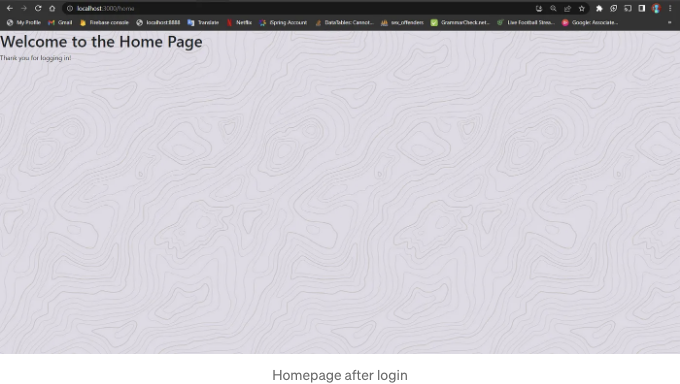 localhost:3000/home
My Profile
Gmail
Firebase console
localhost:8888
Translate
Netflix
iSpring Account
DataTables: Cannot...
sex_offenders
GrammarCheck.net...
Live Football Strea...
Google: Associate...
Welcome to the Home Page
Thank you for logging in!
Homepage after login